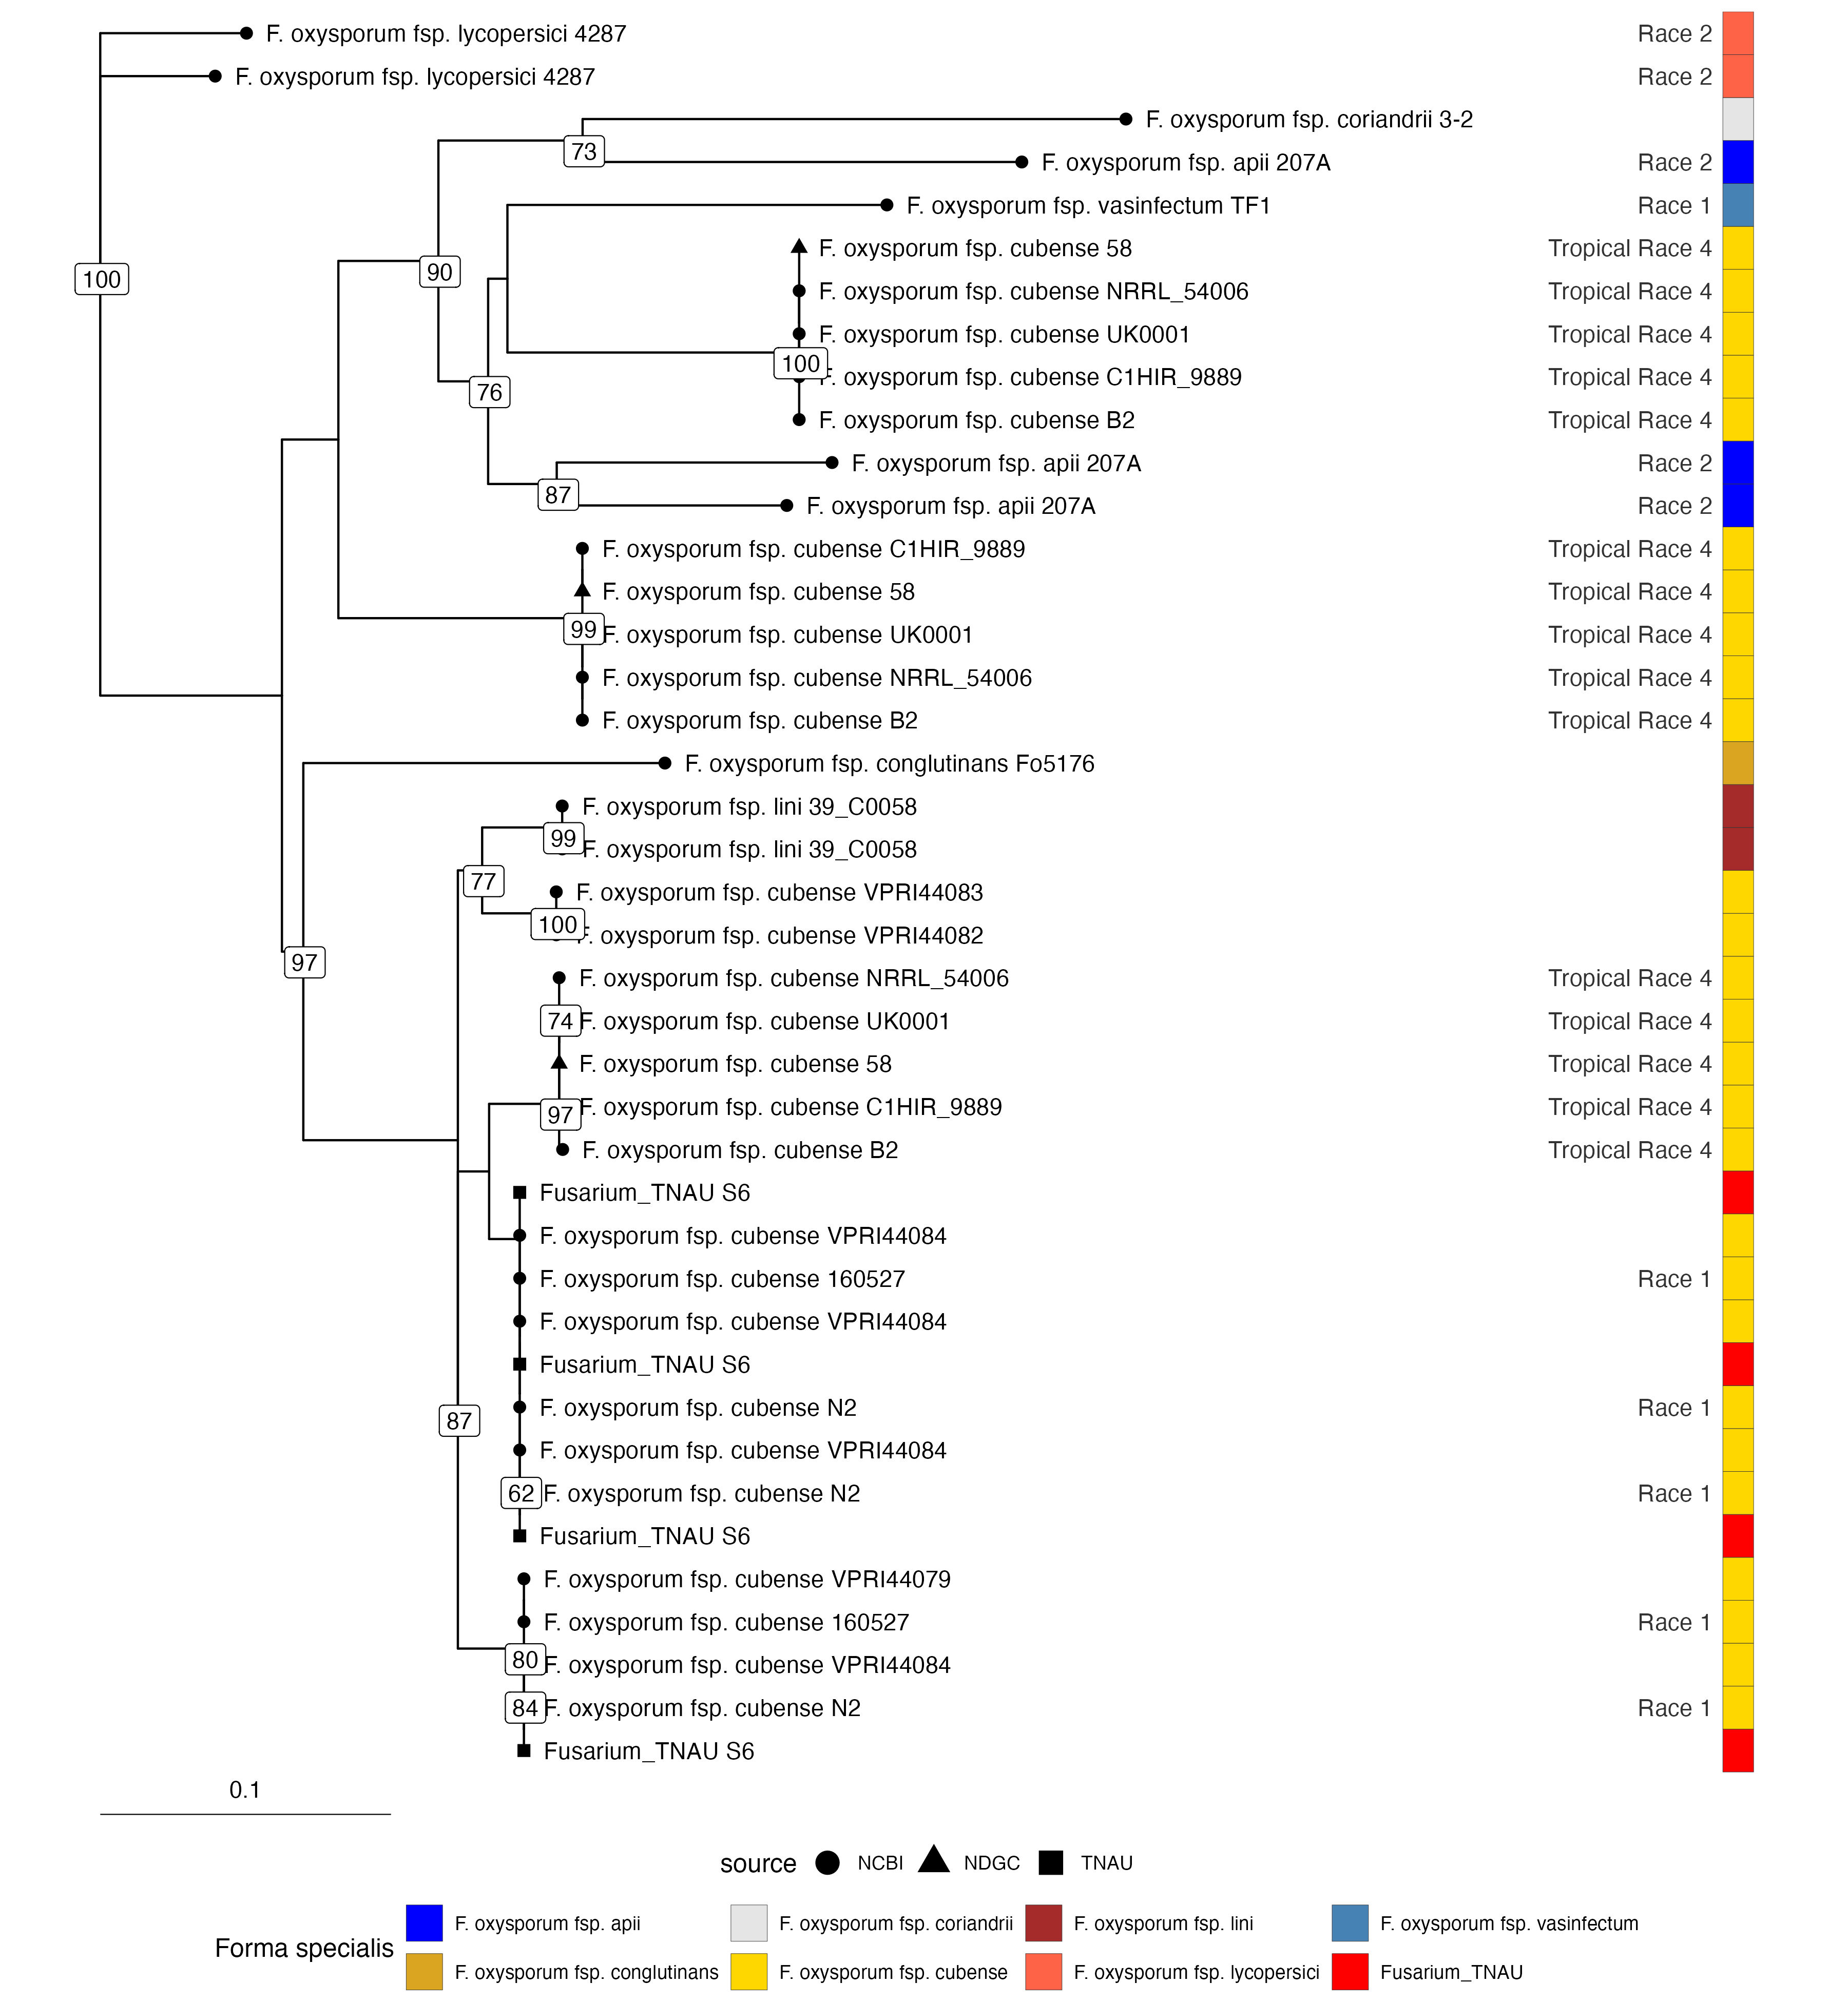 F. oxysporum fsp. lycopersici 4287 Race 2
F. oxysporum fsp. lycopersici 4287 Race 2
F. oxysporum fsp. coriandrii 3-2
73
F. oxysporum fsp. apii 207A Race 2
F. oxysporum fsp. vasinfectum TF1 Race 1
F. oxysporum fsp. cubense 58 Tropical Race 4
100
90
F. oxysporum fsp. cubense NRRL_54006 Tropical Race 4
F. oxysporum fsp. cubense UK0001 Tropical Race 4
100
F. oxysporum fsp. cubense C1HIR_9889 Tropical Race 4
76
F. oxysporum fsp. cubense B2 Tropical Race 4
F. oxysporum fsp. apii 207A Race 2
87
F. oxysporum fsp. apii 207A Race 2
F. oxysporum fsp. cubense C1HIR_9889 Tropical Race 4
F. oxysporum fsp. cubense 58 Tropical Race 4
99 F. oxysporum fsp. cubense UK0001 Tropical Race 4
F. oxysporum fsp. cubense NRRL_54006 Tropical Race 4
F. oxysporum fsp. cubense B2 Tropical Race 4
F. oxysporum fsp. conglutinans Fo5176
F. oxysporum fsp. lini 39_C0058
99
F. oxysporum fsp. lini 39_C0058
77
F. oxysporum fsp. cubense VPRI44083
100
F. oxysporum fsp. cubense VPRI44082
97
F. oxysporum fsp. cubense NRRL_54006 Tropical Race 4
74 F. oxysporum fsp. cubense UK0001 Tropical Race 4
F. oxysporum fsp. cubense 58 Tropical Race 4
97 F. oxysporum fsp. cubense C1HIR_9889 Tropical Race 4
F. oxysporum fsp. cubense B2 Tropical Race 4
Fusarium_TNAU S6
F. oxysporum fsp. cubense VPRI44084
F. oxysporum fsp. cubense 160527 Race 1
F. oxysporum fsp. cubense VPRI44084
Fusarium_TNAU S6
F. oxysporum fsp. cubense N2 Race 1
87
F. oxysporum fsp. cubense VPRI44084
62 F. oxysporum fsp. cubense N2 Race 1
Fusarium_TNAU S6
F. oxysporum fsp. cubense VPRI44079
F. oxysporum fsp. cubense 160527 Race 1
80 F. oxysporum fsp. cubense VPRI44084
84 F. oxysporum fsp. cubense N2 Race 1
Fusarium_TNAU S6
0.1
source NCBI NDGC TNAU
Forma specialis
F. oxysporum fsp. apii F. oxysporum fsp. coriandrii F. oxysporum fsp. lini F. oxysporum fsp. vasinfectum
F. oxysporum fsp. conglutinans F. oxysporum fsp. cubense F. oxysporum fsp. lycopersici Fusarium_TNAU